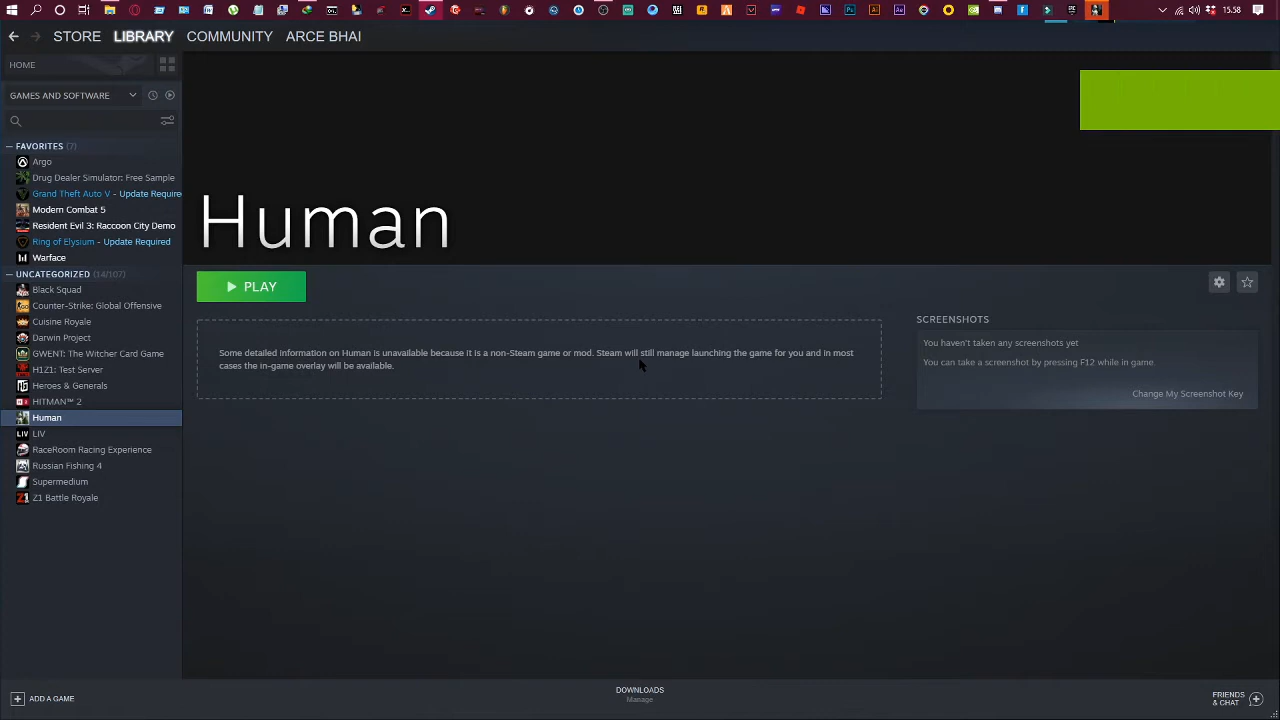 15:58
STORE LIBRARY COMMUNITY ARCE BHAI
HOME
GAMES AND SOFTWARE
FAVORITES (7)
Argo
Drug Dealer Simulator: Free Sample
Grand Theft Auto V - Update Require
Modern Combat 5
Resident Evil 3: Raccoon City Demo
Ring of Elysium - Update Required
Warface
UNCATEGORIZED (14/107)
Black Squad
Counter-Strike: Global Offensive
Cuisine Royale
Darwin Project
GWENT: The Witcher Card Game
H1Z1: Test Server
Heroes & Generals
HITMAN™ 2
Human
LIV
RaceRoom Racing Experience
Russian Fishing 4
Supermedium
Z1 Battle Royale
Human
PLAY
Some detailed information on Human is unavailable because it is a non-Steam game or mod. Steam will still manage launching the game for you and in most
cases the in-game overlay will be available.
SCREENSHOTS
You haven't taken any screenshots yet
You can take a screenshot by pressing F12 while in game.
Change My Screenshot Key
ADD A GAME
DOWNLOADS
Manage
FRIENDS
& CHAT